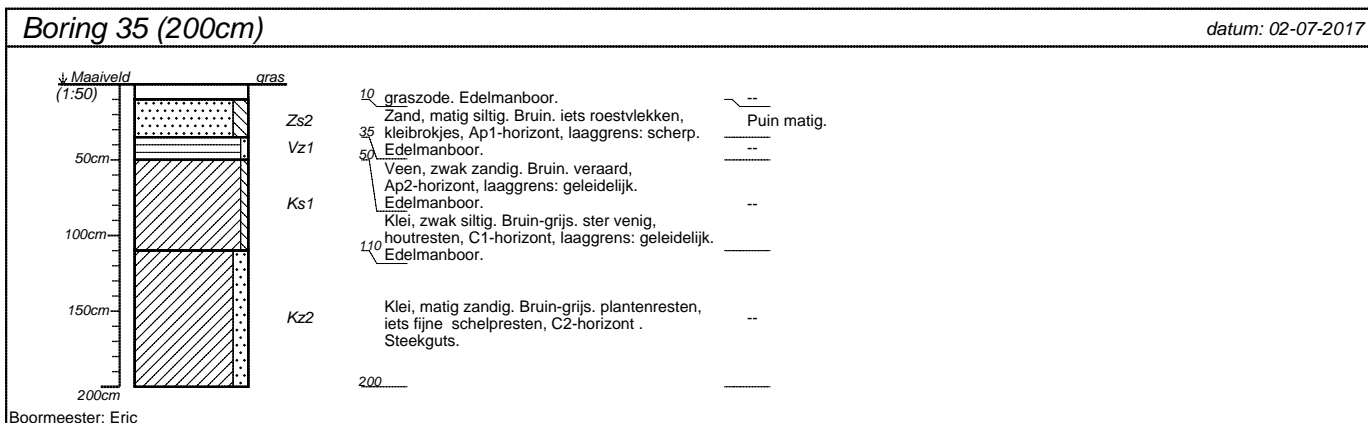 Boring 35 (200cm)
datum: 02-07-2017
Maaiveld
gras
(1:50)
10 graszode. Edelmanboor.
--
Zs2
Zand, matig siltig. Bruin. iets roestvlekken,
kleibrokjes, Ap1-horizont, laaggrens: scherp.
Edelmanboor.
Puin matig.
35
Vz1
--
50cm
50
Veen, zwak zandig. Bruin. veraard,
Ap2-horizont, laaggrens: geleidelijk.
Edelmanboor.
Ks1
--
Klei, zwak siltig. Bruin-grijs. ster venig,
houtresten, C1-horizont, laaggrens: geleidelijk.
Edelmanboor.
100cm
110
150cm
Kz2
Klei, matig zandig. Bruin-grijs. plantenresten,
iets fijne schelpresten, C2-horizont .
Steekguts.
--
200
200cm
Boormeester: Eric